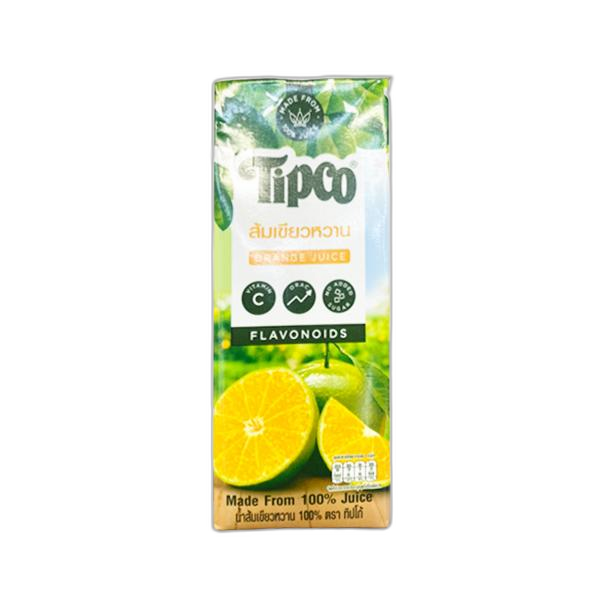 MADE FROM
100% JUICE
Tipco®
ส้มเขียวหวาน
ORANGE JUICE
VITAMIN
C
ORAC
NO ADDED
SUGAR
FLAVONOIDS
Made From 100% Juice
น้ำส้มเขียวหวาน 100% ตรา ทิปโก้